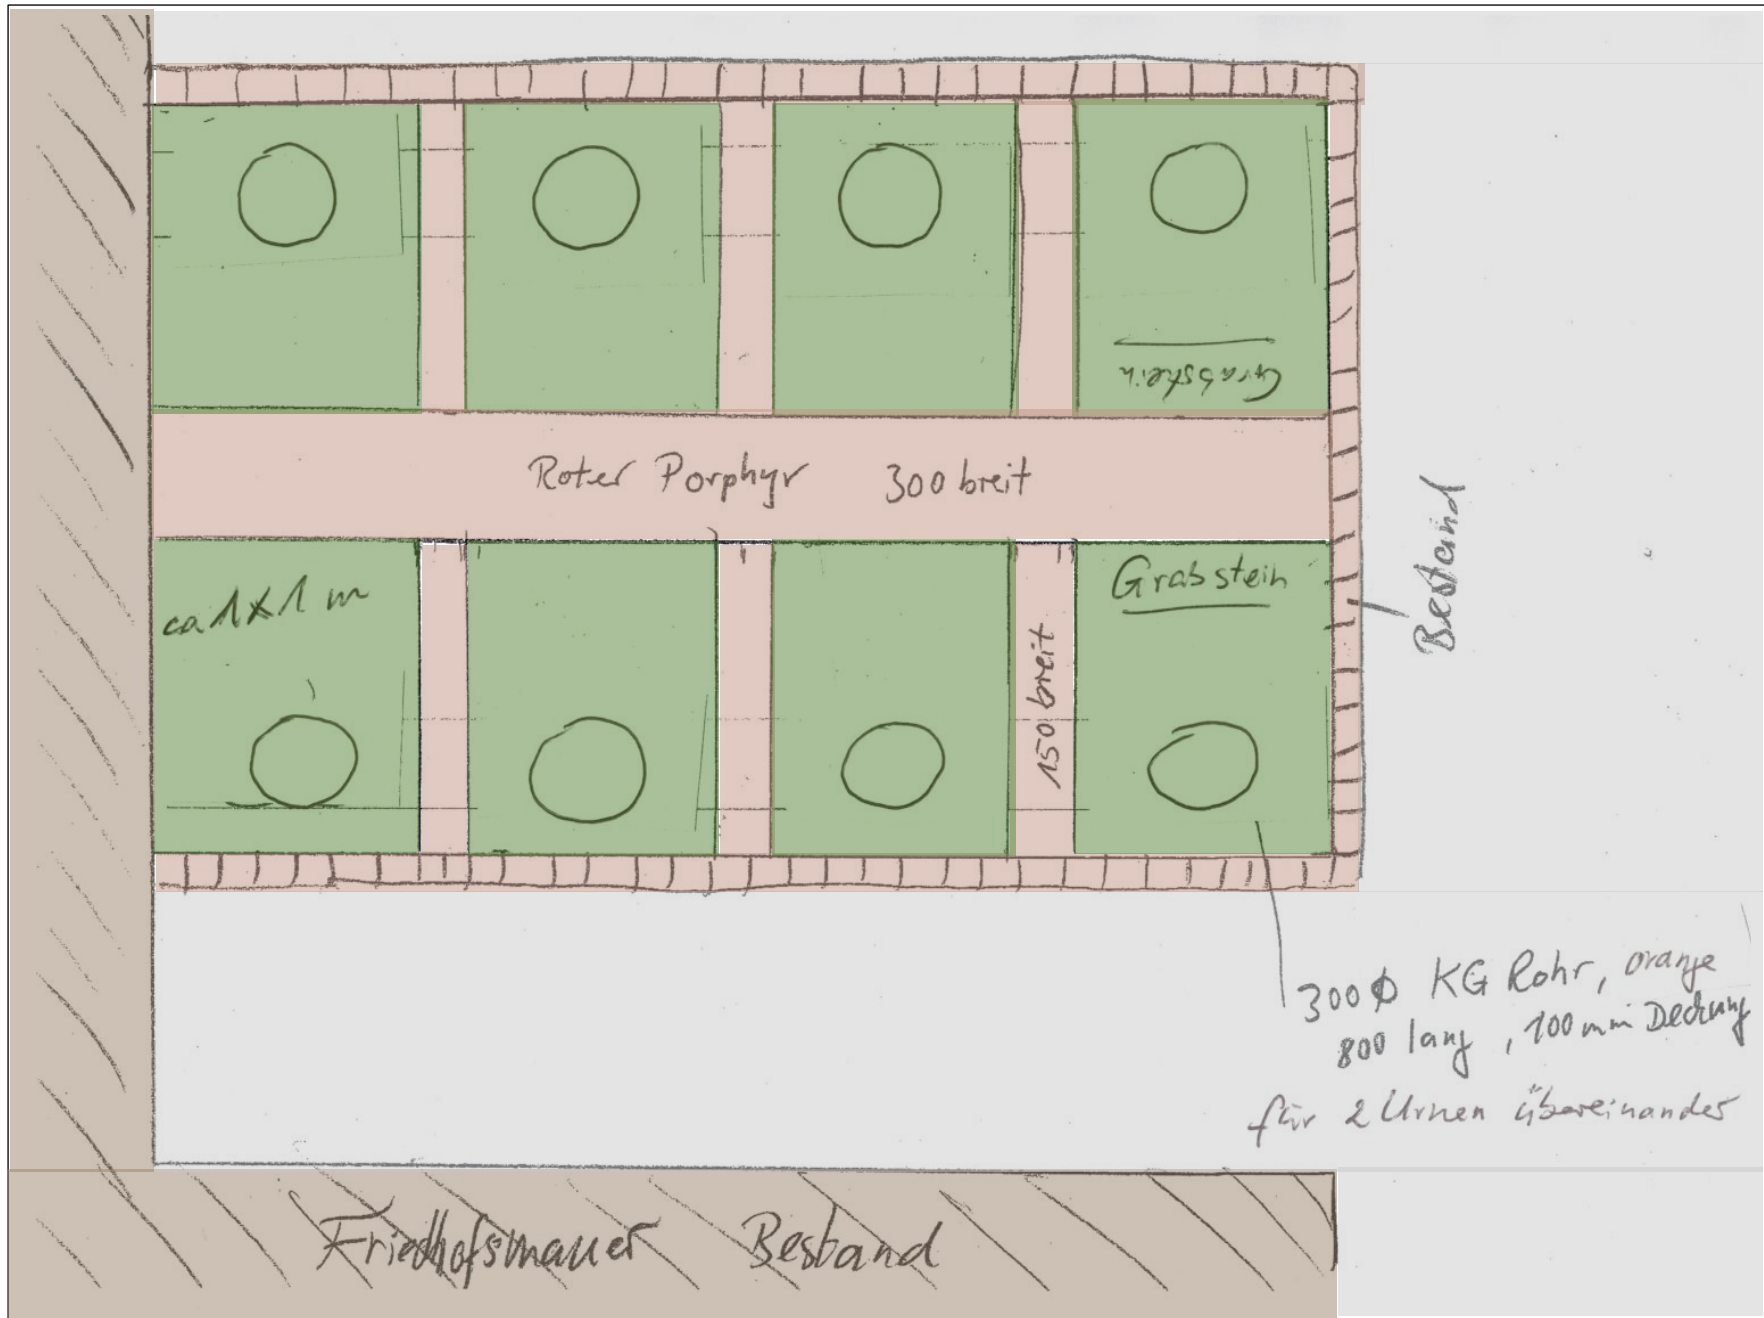 Grabstein
Roter Porphyr 300 breit
ca 1x1 m
Grabstein
150 breit
Bestand
300 Ø KG Rohr, orange
800 lang, 100 mm Deckung
für 2 Urnen übereinander
Friedhofsmauer Bestand